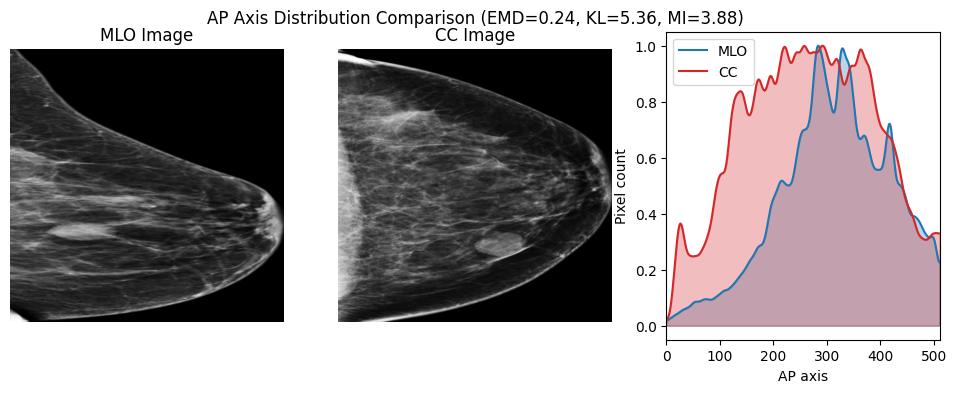 AP Axis Distribution Comparison (EMD=0.24, KL=5.36, MI=3.88)
MLO Image
CC Image
MLO
CC
Pixel count
1.0
0.8
0.6
0.4
0.2
0.0
0 100 200 300 400 500
AP axis